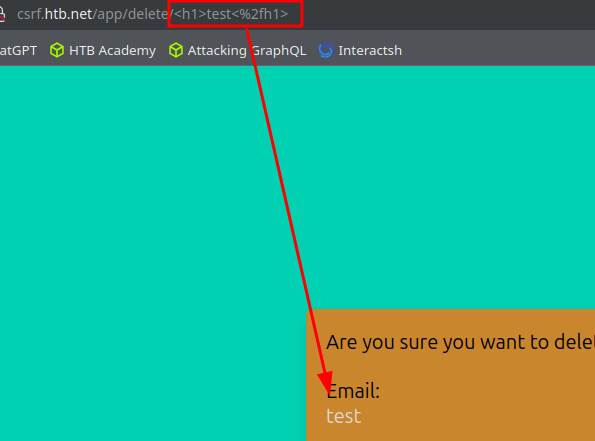 csrf.htb.net/app/delete/<h1>test<%2fh1>
atGPT HTB Academy Attacking GraphQL Interactsh
Are you sure you want to dele
Email:
test